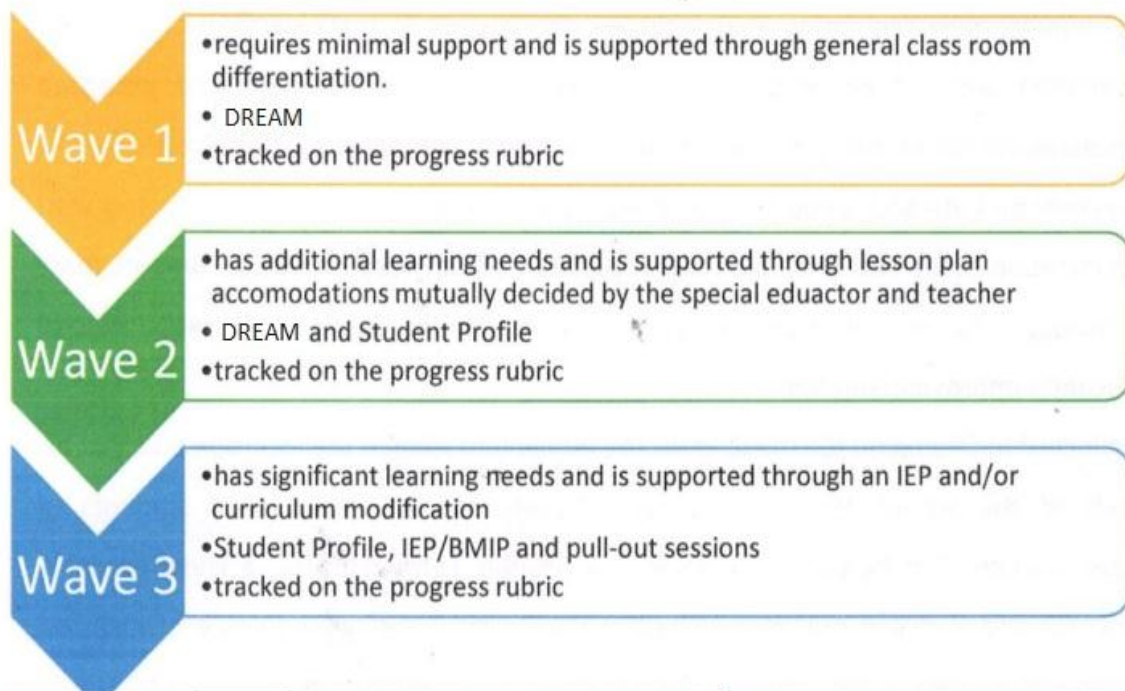 Wave 1
•requires minimal support and is supported through general class room
differentiation.
• DREAM
•tracked on the progress rubric
Wave 2
•has additional learning needs and is supported through lesson plan
accomodations mutually decided by the special eduactor and teacher
• DREAM and Student Profile
•tracked on the progress rubric
Wave 3
•has significant learning needs and is supported through an IEP and/or
curriculum modification
•Student Profile, IEP/BMIP and pull-out sessions
•tracked on the progress rubric